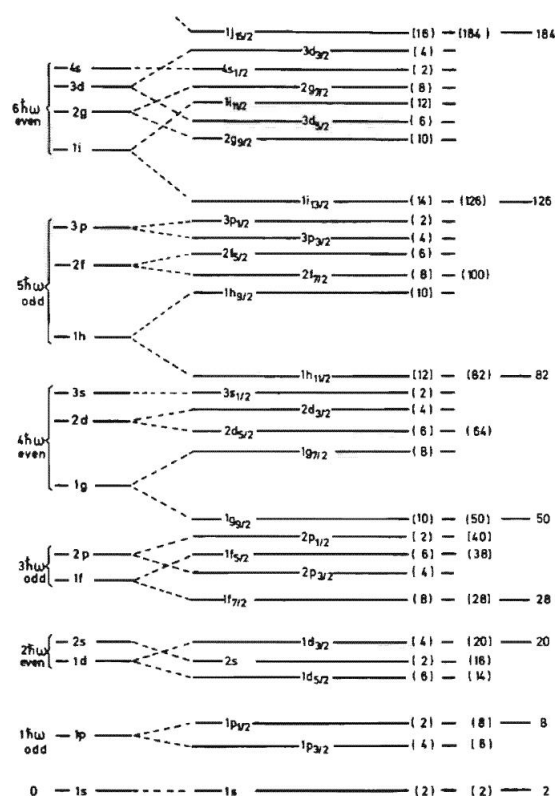 1j15/2 (16) (184) 184
3d3/2 (4)
4s 4s1/2 (2)
3d 2g7/2 (8)
6ħω even 2g 1i11/2 (12)
3d5/2 (6)
1i 2g9/2 (10)
1i13/2 (14) (126) 126
3p 3p1/2 (2)
3p3/2 (4)
2f 2f5/2 (6)
5ħω odd 2f7/2 (8) (100)
1h9/2 (10)
1h
1h11/2 (12) (82) 82
3s 3s1/2 (2)
2d 2d3/2 (4)
4ħω even 2d5/2 (6) (64)
1g7/2 (8)
1g
1g9/2 (10) (50) 50
2p1/2 (2) (40)
3ħω odd 2p 1f5/2 (6) (38)
1f 2p3/2 (4)
1f7/2 (8) (28) 28
2ħω even 2s 1d3/2 (4) (20) 20
1d 2s (2) (16)
1d5/2 (6) (14)
1p1/2 (2) (8) 8
1ħω odd 1p
1p3/2 (4) (6)
0 1s 1s (2) (2) 2